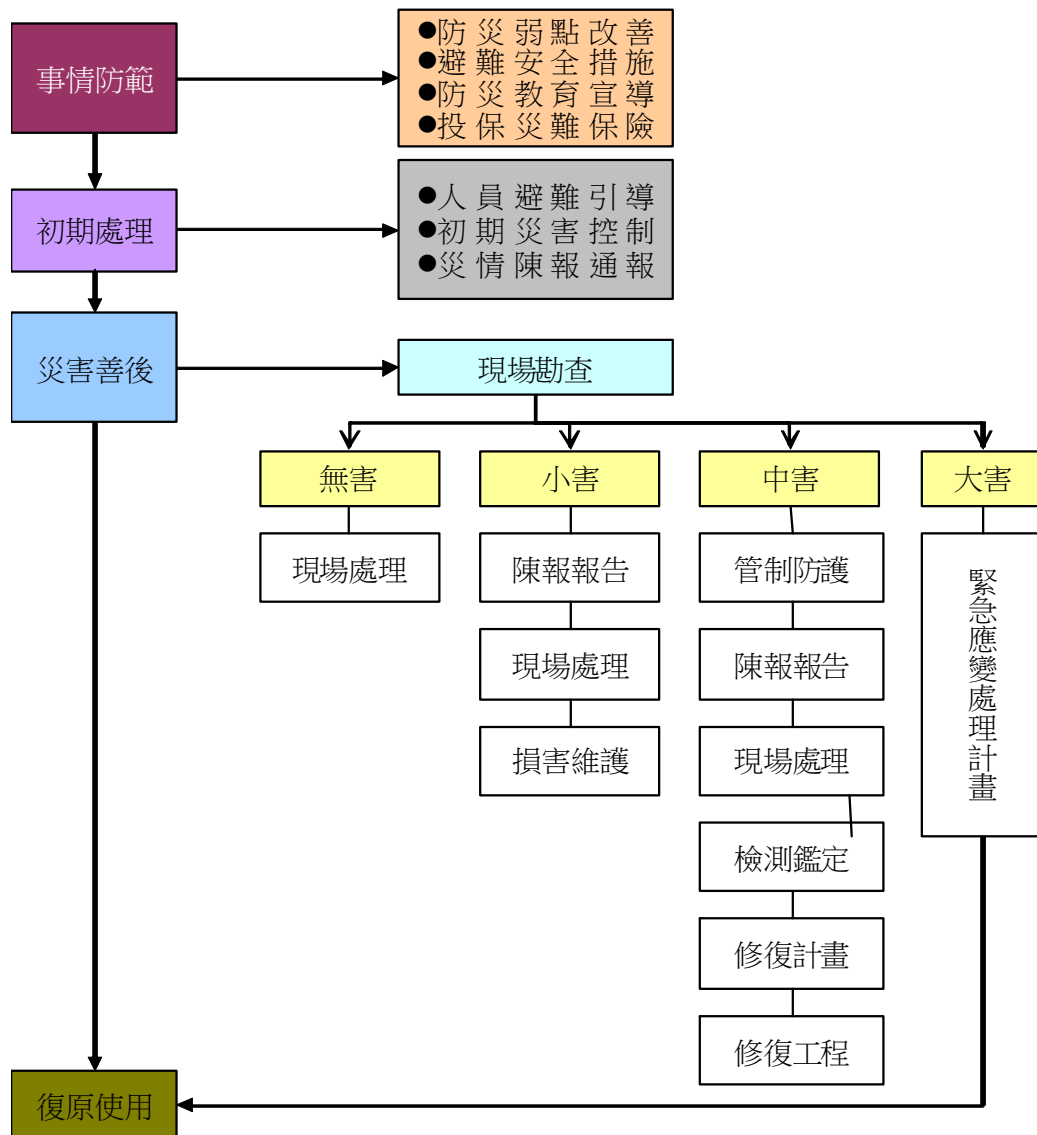 事情防範
●防災弱點改善
●避難安全措施
●防災教育宣導
●投保災難保險
初期處理
●人員避難引導
●初期災害控制
●災情陳報通報
災害善後
現場勘查
無害
小害
中害
大害
現場處理
陳報報告
管制防護
緊急應變處理計畫
現場處理
陳報報告
損害維護
現場處理
檢測鑑定
修復計畫
修復工程
復原使用